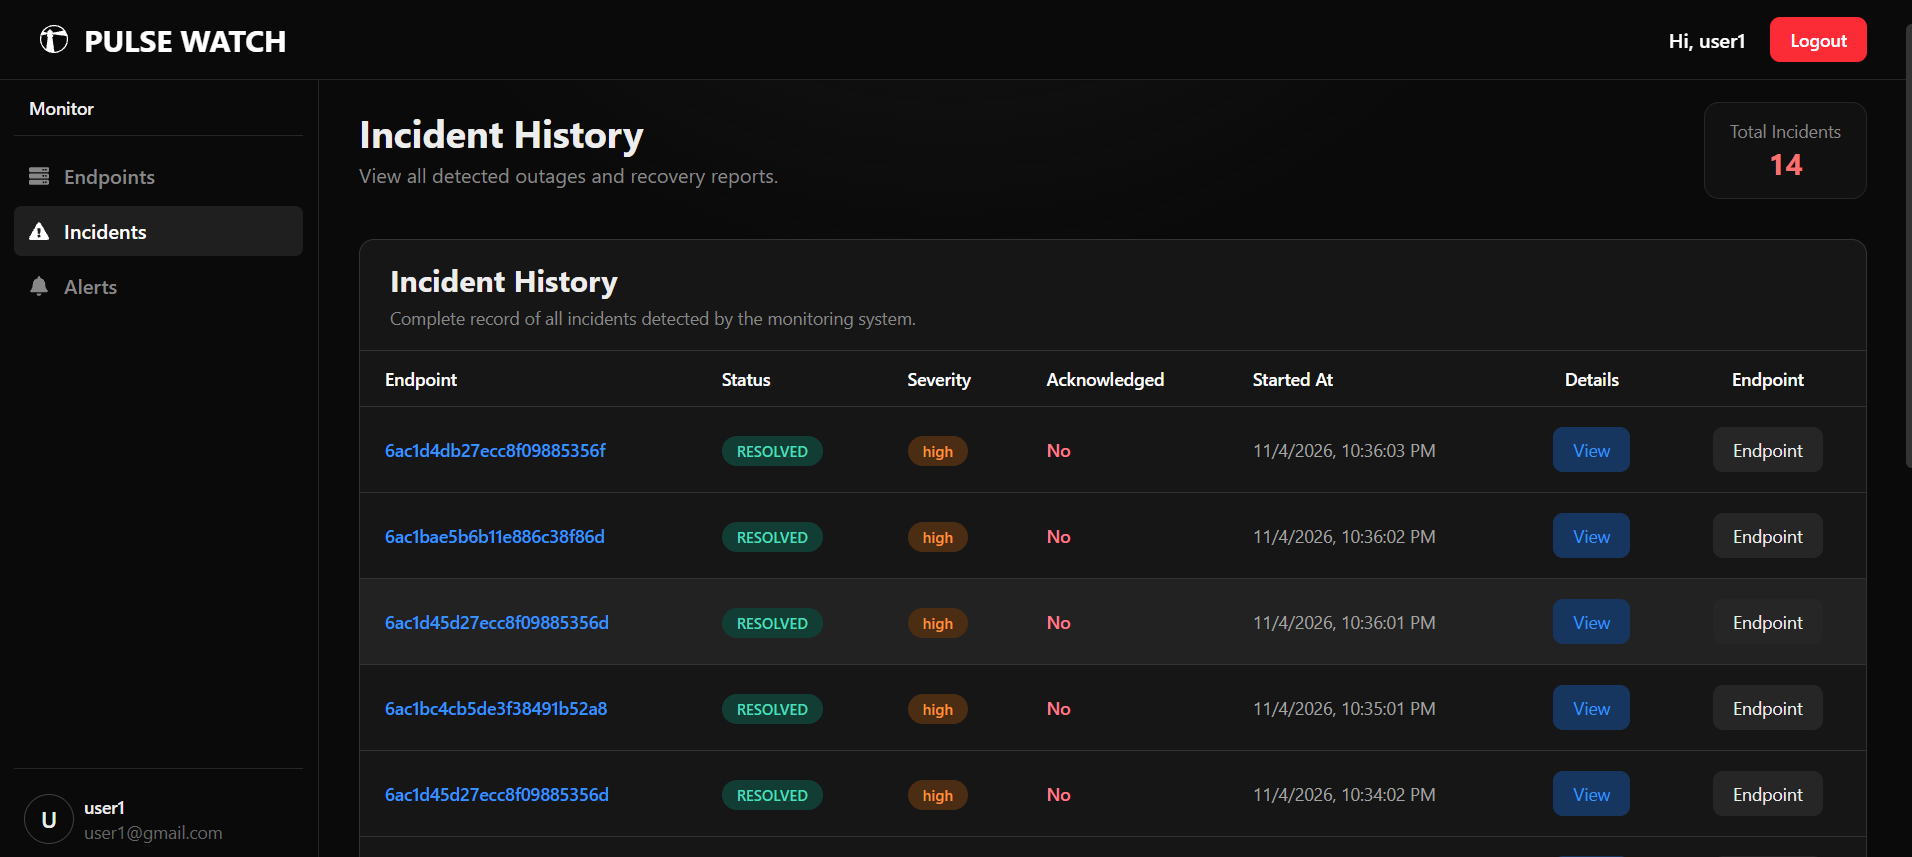 PULSE WATCH
Hi, user1
Logout
Monitor
Endpoints
Incidents
Alerts
user1
user1@gmail.com
U
Incident History
View all detected outages and recovery reports.
Total Incidents
14
Incident History
Complete record of all incidents detected by the monitoring system.
Endpoint Status Severity Acknowledged Started At Details Endpoint
6ac1d4db27ecc8f09885356f RESOLVED high No 11/4/2026, 10:36:03 PM View Endpoint
6ac1bae5b6b11e886c38f86d RESOLVED high No 11/4/2026, 10:36:02 PM View Endpoint
6ac1d45d27ecc8f09885356d RESOLVED high No 11/4/2026, 10:36:01 PM View Endpoint
6ac1bc4cb5de3f38491b52a8 RESOLVED high No 11/4/2026, 10:35:01 PM View Endpoint
6ac1d45d27ecc8f09885356d RESOLVED high No 11/4/2026, 10:34:02 PM View Endpoint